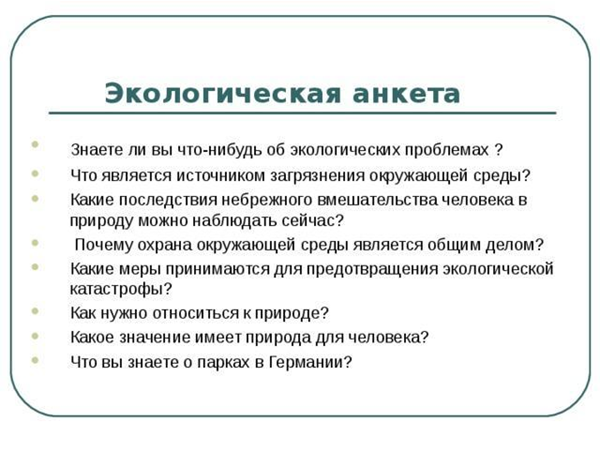 Экологическая анкета
Знаете ли вы что-нибудь об экологических проблемах ?
Что является источником загрязнения окружающей среды?
Какие последствия небрежного вмешательства человека в
природу можно наблюдать сейчас?
Почему охрана окружающей среды является общим делом?
Какие меры принимаются для предотвращения экологической
катастрофы?
Как нужно относиться к природе?
Какое значение имеет природа для человека?
Что вы знаете о парках в Германии?